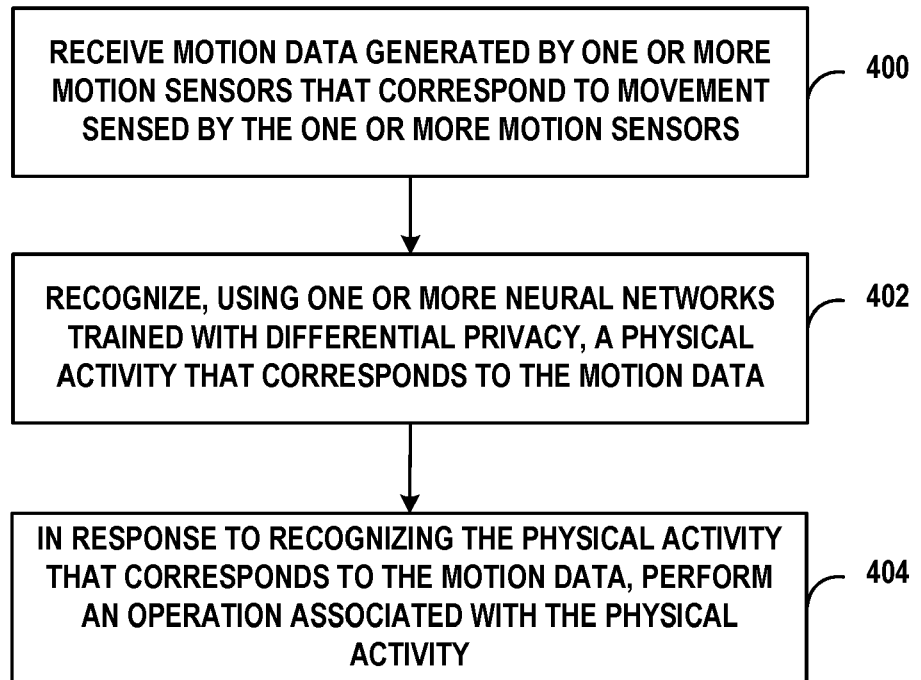 RECEIVE MOTION DATA GENERATED BY ONE OR MORE
MOTION SENSORS THAT CORRESPOND TO MOVEMENT
SENSED BY THE ONE OR MORE MOTION SENSORS
400
RECOGNIZE, USING ONE OR MORE NEURAL NETWORKS
TRAINED WITH DIFFERENTIAL PRIVACY, A PHYSICAL
ACTIVITY THAT CORRESPONDS TO THE MOTION DATA
402
IN RESPONSE TO RECOGNIZING THE PHYSICAL ACTIVITY
THAT CORRESPONDS TO THE MOTION DATA, PERFORM
AN OPERATION ASSOCIATED WITH THE PHYSICAL
ACTIVITY
404